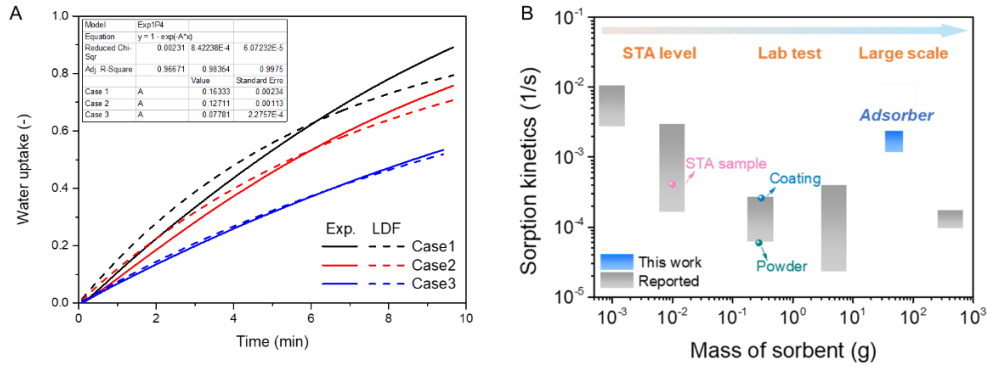 A
Model Exp1P4
Equation y = 1 - exp(-A*x)
Reduced Chi-Sqr 0.00231 8.42238E-4 6.07232E-5
Adj. R-Square 0.96671 0.98364 0.9975
Value Standard Erro
Case 1 A 0.16333 0.00234
Case 2 A 0.12711 0.00113
Case 3 A 0.07781 2.2757E-4
1.0
0.8
0.6
0.4
0.2
0.0
Water uptake (-)
Exp. LDF
Case1
Case2
Case3
0 2 4 6 8 10
Time (min)
B
STA level Lab test Large scale
10⁻¹
10⁻²
10⁻³
10⁻⁴
10⁻⁵
Sorption kinetics (1/s)
Adsorber
STA sample
Coating
Powder
This work
Reported
10⁻³ 10⁻² 10⁻¹ 10⁰ 10¹ 10² 10³
Mass of sorbent (g)